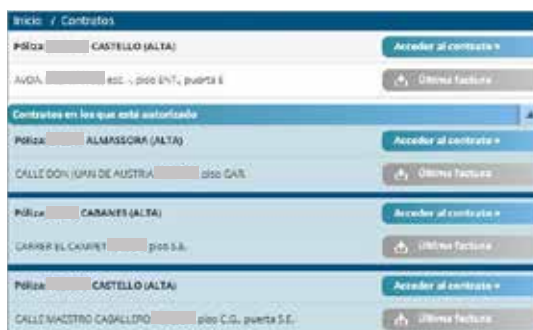 Inicio / Contratos
Póliza CASTELLO (ALTA) Acceder al contrato »
AVDA. esc. -, piso ENT., puerta E Última factura
Contratos en los que está autorizado
Póliza ALMASSORA (ALTA) Acceder al contrato »
CALLE DON JUAN DE AUSTRIA piso GAR. Última factura
Póliza CABANES (ALTA) Acceder al contrato »
CARRER EL CAMPET piso S.E. Última factura
Póliza CASTELLO (ALTA) Acceder al contrato »
CALLE MAESTRO CABALLERO piso C.G., puerta S.E. Última factura